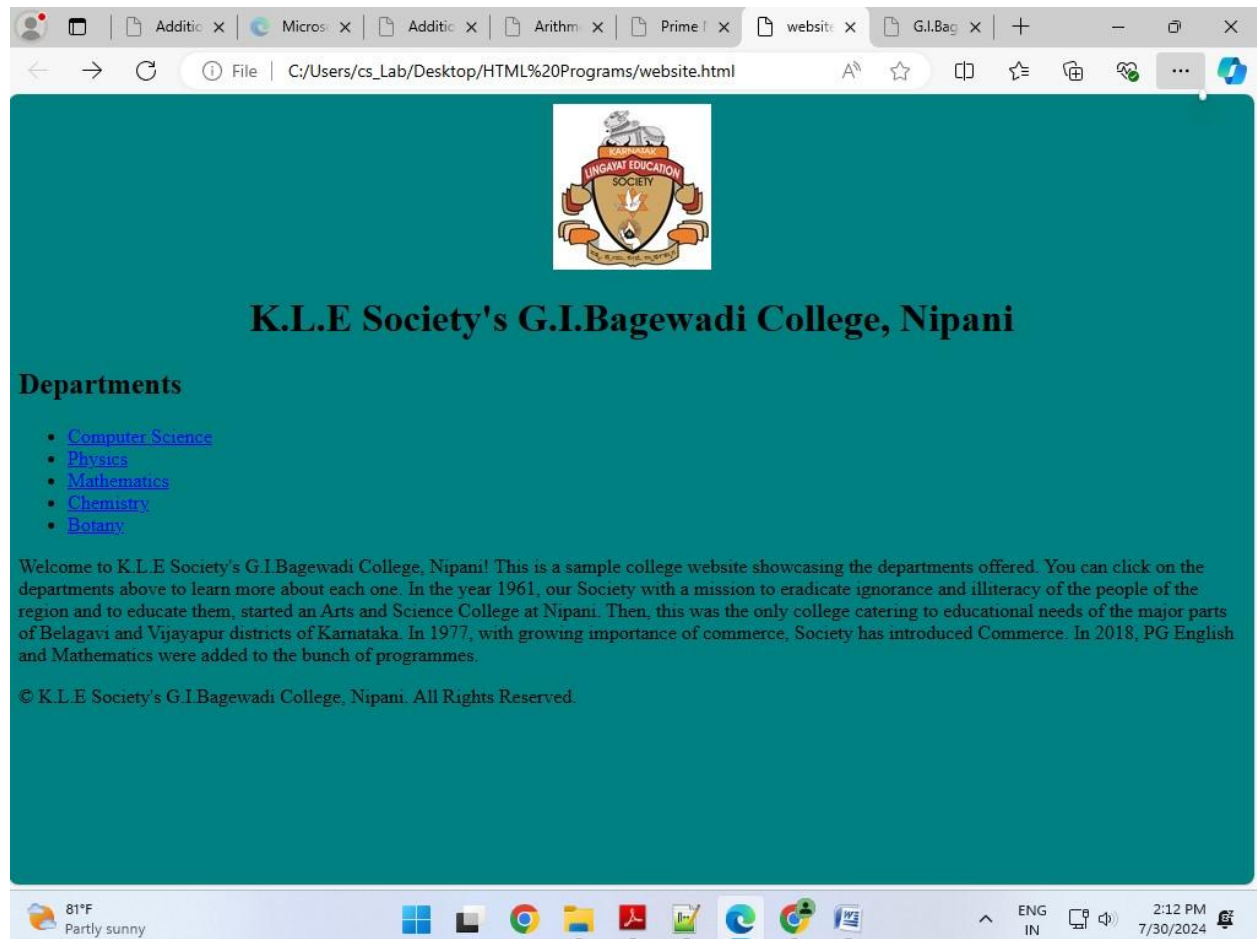 Additio
Micros
Additio
Arithm
Prime
website
G.I.Bag
File
C:/Users/cs_Lab/Desktop/HTML%20Programs/website.html
KARNATAK
LINGAYAT EDUCATION
SOCIETY
K.L.E Society's G.I.Bagewadi College, Nipani
Departments
Computer Science
Physics
Mathematics
Chemistry
Botany
Welcome to K.L.E Society's G.I.Bagewadi College, Nipani! This is a sample college website showcasing the departments offered. You can click on the
departments above to learn more about each one. In the year 1961, our Society with a mission to eradicate ignorance and illiteracy of the people of the
region and to educate them, started an Arts and Science College at Nipani. Then, this was the only college catering to educational needs of the major parts
of Belagavi and Vijayapur districts of Karnataka. In 1977, with growing importance of commerce, Society has introduced Commerce. In 2018, PG English
and Mathematics were added to the bunch of programmes.
© K.L.E Society's G.I.Bagewadi College, Nipani. All Rights Reserved.
81°F
Partly sunny
ENG
IN
2:12 PM
7/30/2024